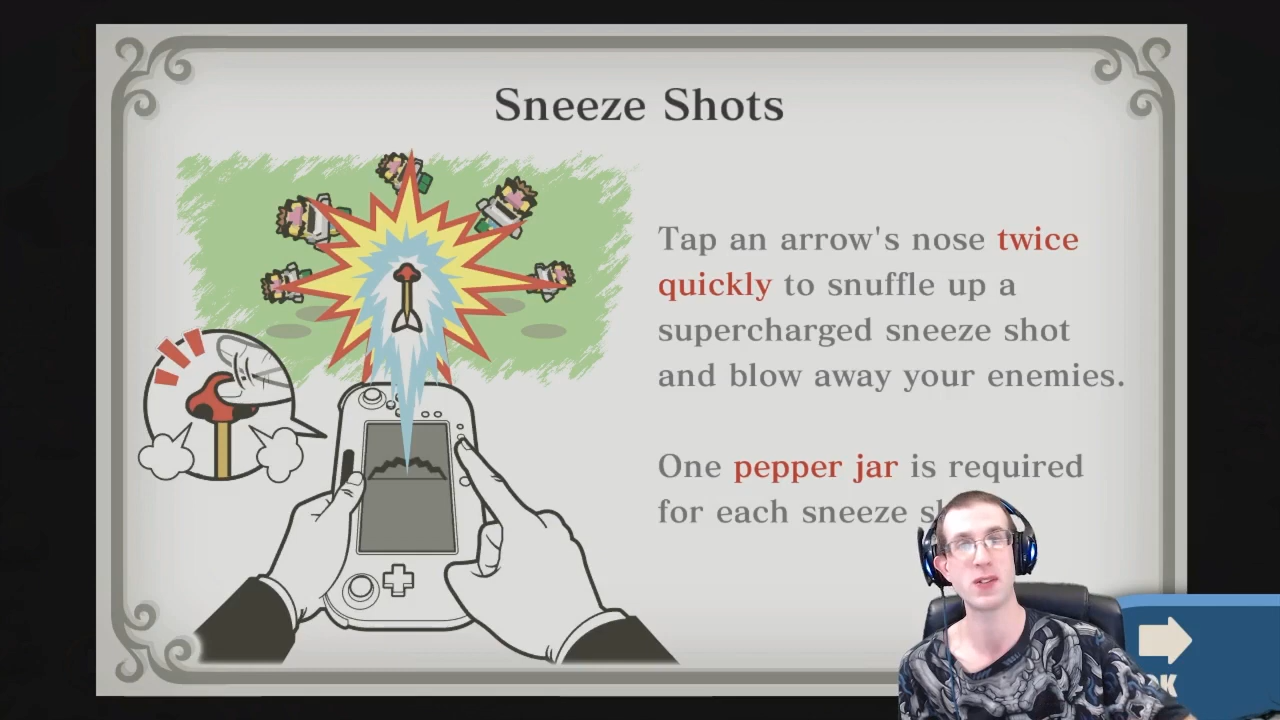 Sneeze Shots
Tap an arrow's nose twice
quickly to snuffle up a
supercharged sneeze shot
and blow away your enemies.
One pepper jar is required
for each sneeze